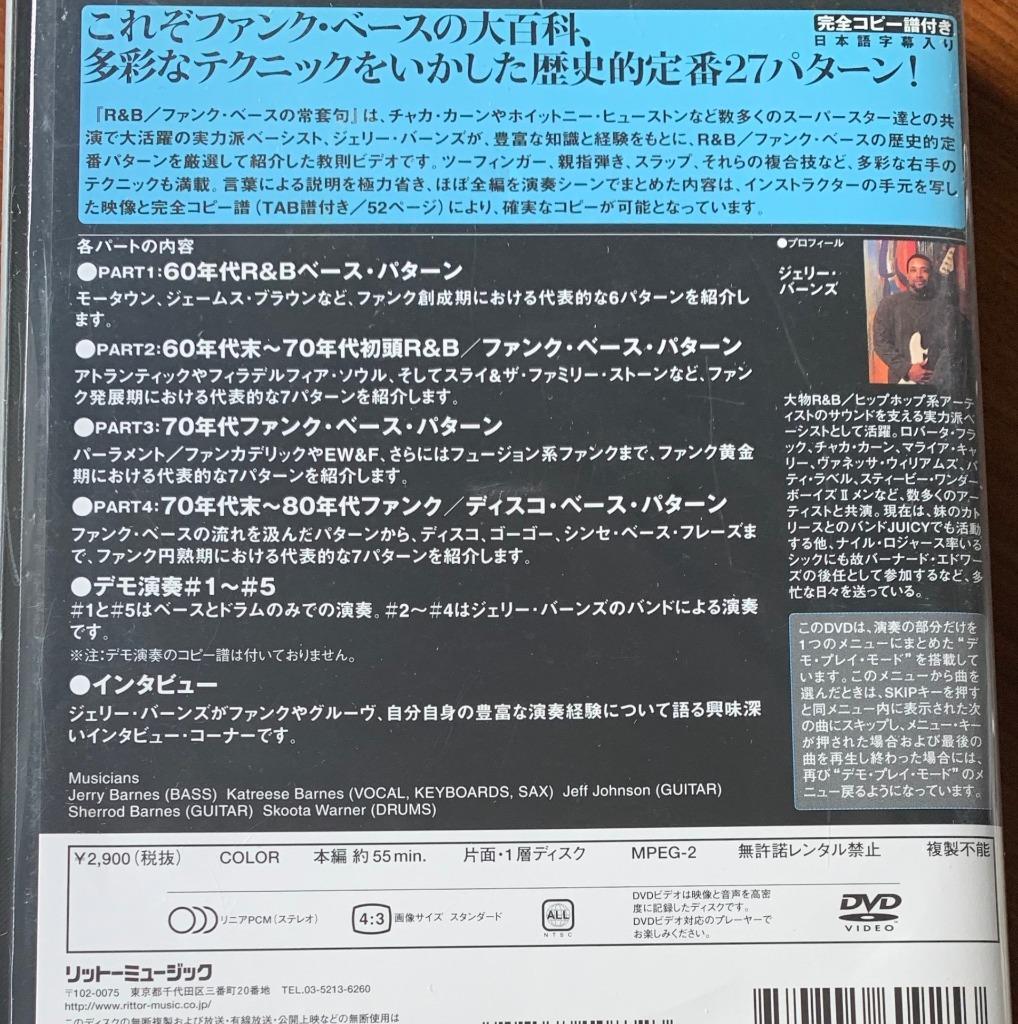 これぞファンク・ベースの大百科、
多彩なテクニックをいかした歴史的定番27パターン!
完全コピー譜付き
日本語字幕入り
『R&B／ファンク・ベースの常套句』は、チャカ・カーンやホイットニー・ヒューストンなど数多くのスーパースター達との共
演で大活躍の実力派ベーシスト、ジェリー・バーンズが、豊富な知識と経験をもとに、R&B／ファンク・ベースの歴史的定
番パターンを厳選して紹介した教則ビデオです。ツーフィンガー、親指弾き、スラップ、それらの複合技など、多彩な右手の
テクニックも満載。言葉による説明を極力省き、ほぼ全編を演奏シーンでまとめた内容は、インストラクターの手元を写し
た映像と完全コピー譜(TAB譜付き／52ページ)により、確実なコピーが可能となっています。
各パートの内容
●PART1:60年代R&Bベース・パターン
モータウン、ジェームス・ブラウンなど、ファンク創成期における代表的な6パターンを紹介し
ます。
●PART2:60年代末〜70年代初頭R&B／ファンク・ベース・パターン
アトランティックやフィラデルフィア・ソウル、そしてスライ&ザ・ファミリー・ストーンなど、ファン
ク発展期における代表的な7パターンを紹介します。
●PART3:70年代ファンク・ベース・パターン
パーラメント／ファンカデリックやEW&F、さらにはフュージョン系ファンクまで、ファンク黄金
期における代表的な7パターンを紹介します。
●PART4:70年代末〜80年代ファンク／ディスコ・ベース・パターン
ファンク・ベースの流れを汲んだパターンから、ディスコ、ゴーゴー、シンセ・ベース・フレーズま
で、ファンク円熟期における代表的な7パターンを紹介します。
●デモ演奏#1〜#5
#1と#5はベースとドラムのみでの演奏。#2〜#4はジェリー・バーンズのバンドによる演奏
です。
※注:デモ演奏のコピー譜は付いておりません。
●インタビュー
ジェリー・バーンズがファンクやグルーヴ、自分自身の豊富な演奏経験について語る興味深
いインタビュー・コーナーです。
Musicians
Jerry Barnes (BASS) Katreese Barnes (VOCAL, KEYBOARDS, SAX) Jeff Johnson (GUITAR)
Sherrod Barnes (GUITAR) Skoota Warner (DRUMS)
●プロフィール
ジェリー・
バーンズ
大物R&B／ヒップホップ系アーテ
ィストのサウンドを支える実力派ベ
ーシストとして活躍。ロバータ・フラ
ック、チャカ・カーン、マライア・キャ
リー、ヴァネッサ・ウィリアムズ、パ
ティ・ラベル、スティービー・ワンダー、
ボーイズⅡメンなど、数多くのアー
ティストと共演。現在は、妹のカト
リースとのバンドJUICYでも活動
する他、ナイル・ロジャース率いる
シックにも故バーナード・エドワー
ズの後任として参加するなど、多
忙な日々を送っている。
このDVDは、演奏の部分だけを
1つのメニューにまとめた“デ
モ・プレイ・モード”を搭載して
います。このメニューから曲を
選んだときは、SKIPキーを押す
と同メニュー内に表示された次
の曲にスキップし、メニュー・キー
が押された場合および最後の
曲を再生し終わった場合には、
再び“デモ・プレイ・モード”のメ
ニュー戻るようになっています。
￥2,900(税抜) COLOR 本編 約55min. 片面・1層ディスク MPEG-2 無許諾レンタル禁止 複製不能
リニアPCM(ステレオ) 4:3 画像サイズ スタンダード ALL
NTSC
DVDビデオは映像と音声を高密
度に記録したディスクです。
DVDビデオ対応のプレーヤーで
お楽しみください。
DVD
VIDEO
リットーミュージック
〒102-0075 東京都千代田区三番町20番地 TEL.03-5213-6260
http://www.rittor-music.co.jp/
このディスクの無断複製および放送・有線放送・公開上映などの無断使用は